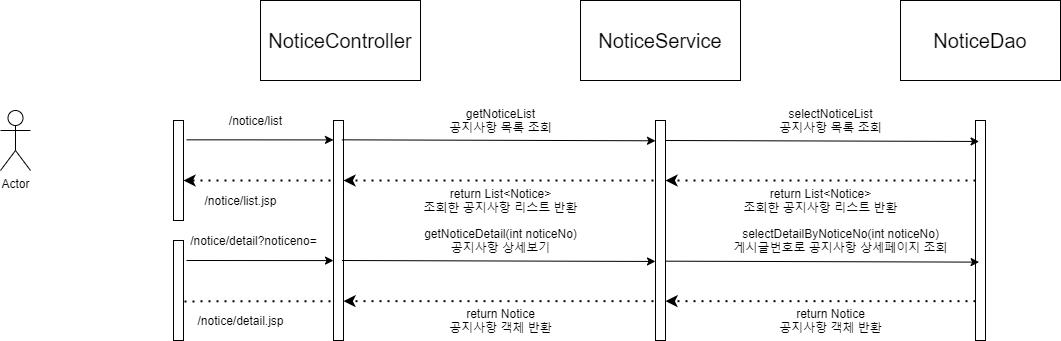 NoticeController
NoticeService
NoticeDao
Actor
/notice/list
getNoticeList
공지사항 목록 조회
selectNoticeList
공지사항 목록 조회
/notice/list.jsp
return List<Notice>
조회한 공지사항 리스트 반환
return List<Notice>
조회한 공지사항 리스트 반환
/notice/detail?noticeno=
getNoticeDetail(int noticeNo)
공지사항 상세보기
selectDetailByNoticeNo(int noticeNo)
게시글번호로 공지사항 상세페이지 조회
/notice/detail.jsp
return Notice
공지사항 객체 반환
return Notice
공지사항 객체 반환